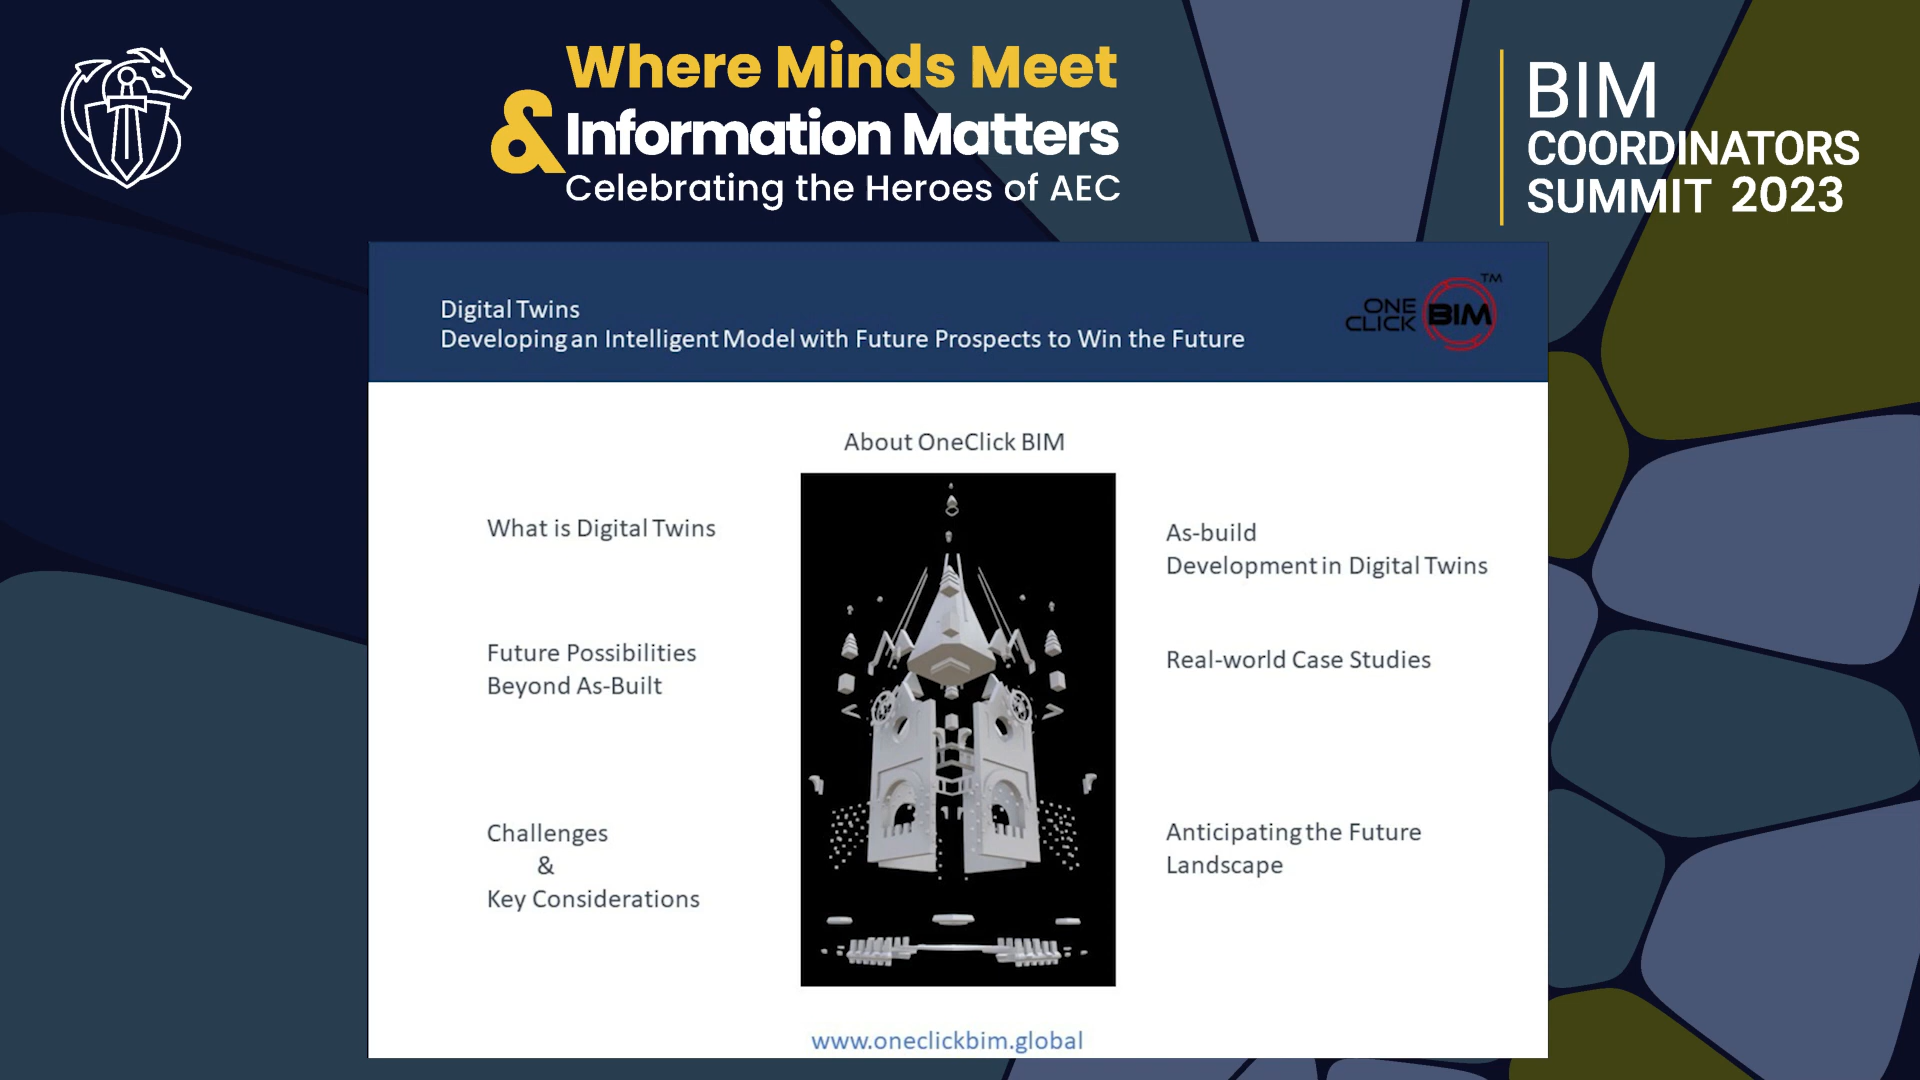 Where Minds Meet
& Information Matters
Celebrating the Heroes of AEC
BIM
COORDINATORS
SUMMIT 2023
Digital Twins
Developing an Intelligent Model with Future Prospects to Win the Future
ONE
CLICK
BIM
TM
About OneClick BIM
What is Digital Twins
As-build
Development in Digital Twins
Future Possibilities
Beyond As-Built
Real-world Case Studies
Challenges
&
Key Considerations
Anticipating the Future
Landscape
www.oneclickbim.global